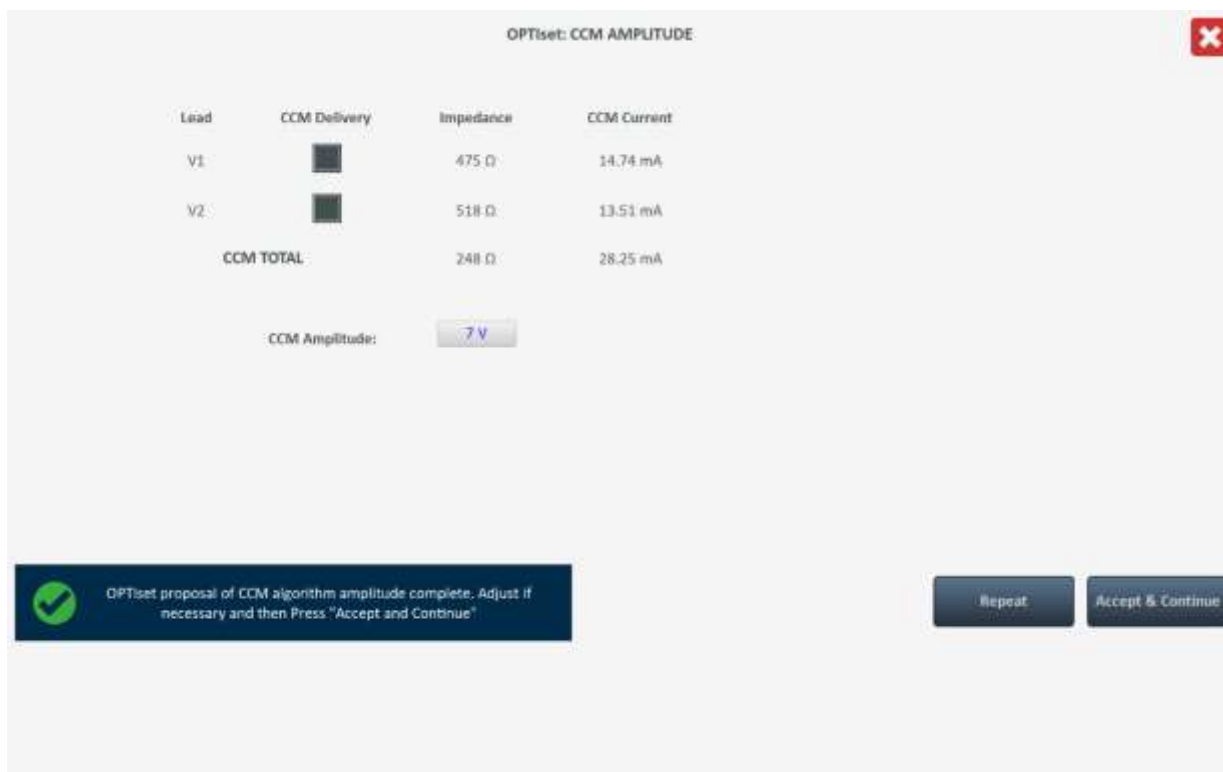 OPTIset: CCM AMPLITUDE
Lead CCM Delivery Impedance CCM Current
V1 475 Ω 14.74 mA
V2 518 Ω 13.51 mA
CCM TOTAL 248 Ω 28.25 mA
CCM Amplitude: 7 V
OPTIset proposal of CCM algorithm amplitude complete. Adjust if
necessary and then Press "Accept and Continue"
Repeat Accept & Continue